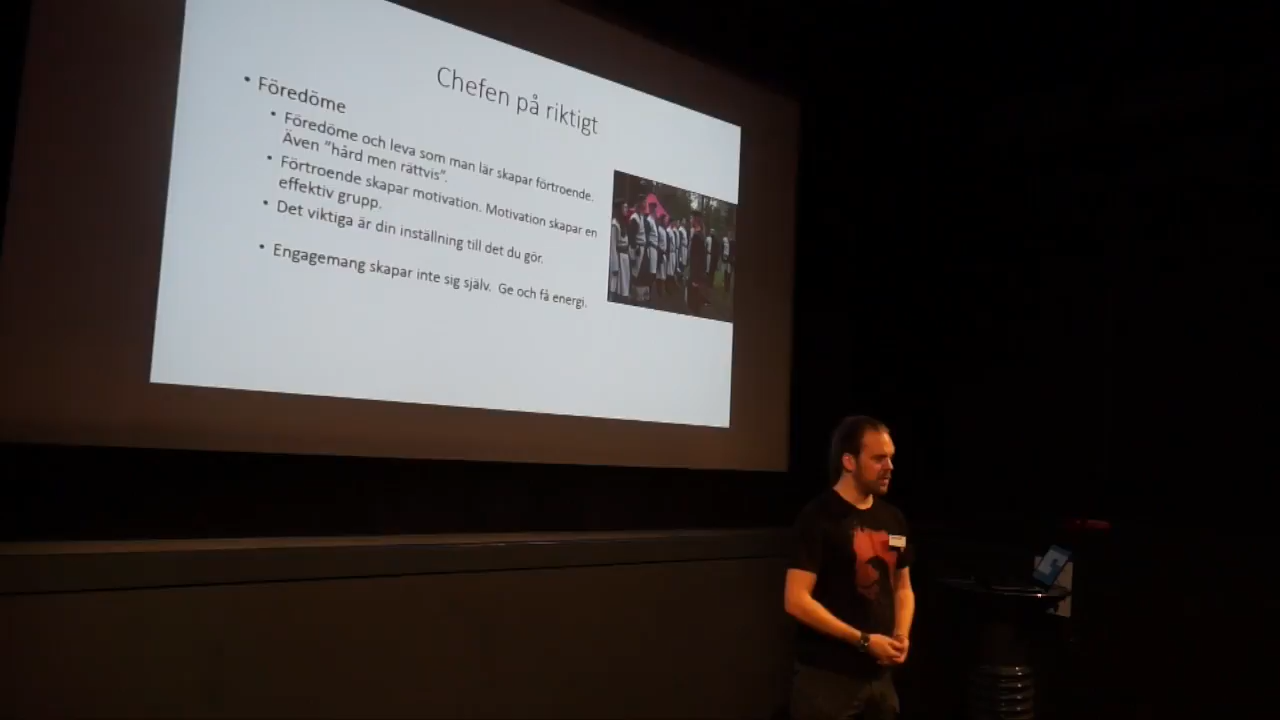 Chefen på riktigt
• Föredöme
• Föredöme och leva som man lär skapar förtroende.
Även "hård men rättvis".
• Förtroende skapar motivation. Motivation skapar en
effektiv grupp.
• Det viktiga är din inställning till det du gör.
• Engagemang skapar inte sig själv. Ge och få energi.